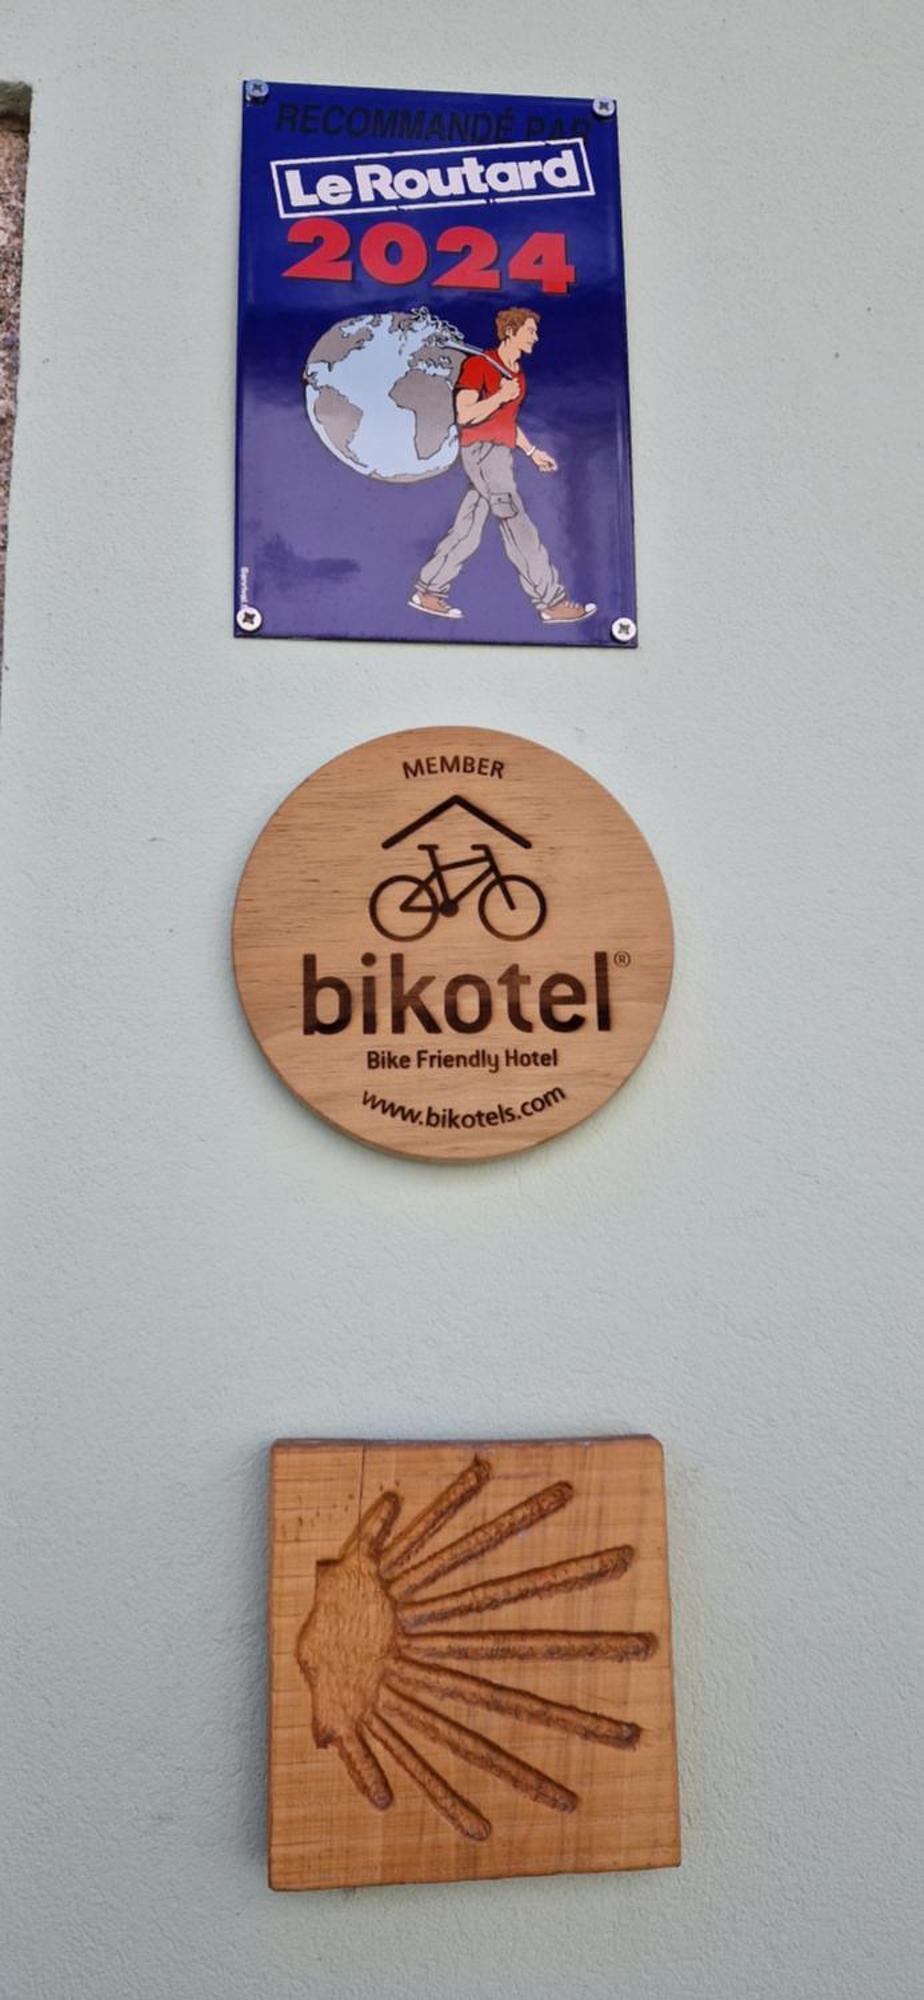 RECOMMANDÉ PAR
Le Routard
2024
MEMBER
bikotel®
Bike Friendly Hotel
www.bikotels.com